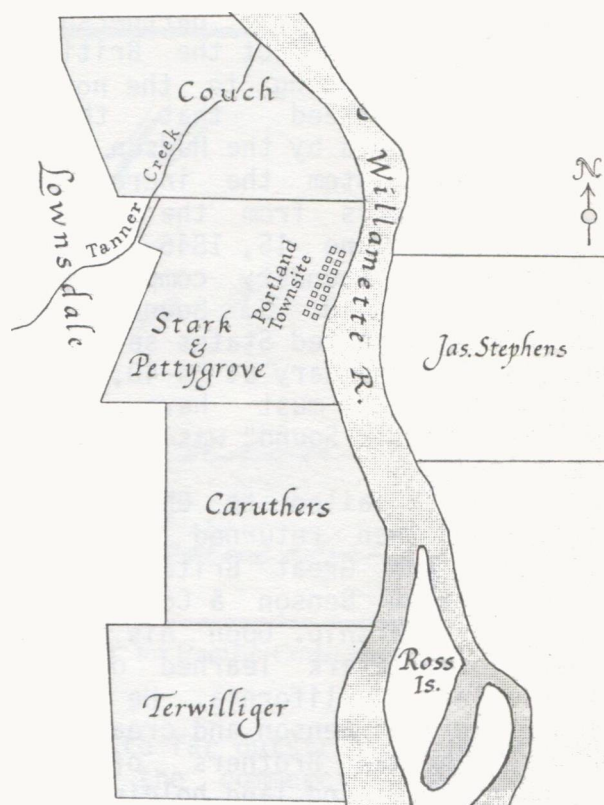 Couch
Creek
Tanner
Lownsdale
Willamette R.
N
Portland
Townsite
Stark
&
Pettygrove
Jas. Stephens
Caruthers
Ross
Is.
Terwilliger